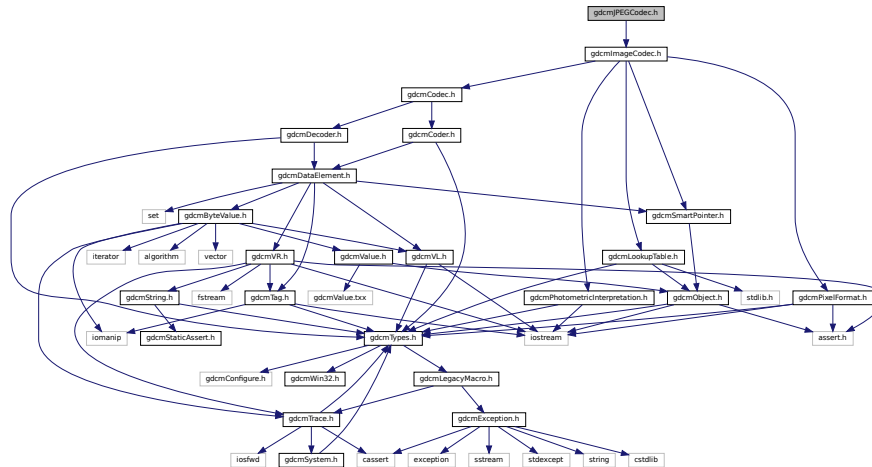 gdcmJPEGCodec.h
gdcmImageCodec.h
gdcmCodec.h
gdcmDecoder.h
gdcmCoder.h
gdcmDataElement.h
set
gdcmByteValue.h
gdcmSmartPointer.h
iterator
algorithm
vector
gdcmVR.h
gdcmValue.h
gdcmVL.h
gdcmLookupTable.h
gdcmString.h
fstream
gdcmTag.h
gdcmValue.txx
gdcmPhotometricInterpretation.h
gdcmObject.h
stdlib.h
gdcmPixelFormat.h
iomanip
gdcmStaticAssert.h
gdcmTypes.h
iostream
assert.h
gdcmConfigure.h
gdcmWin32.h
gdcmLegacyMacro.h
gdcmTrace.h
gdcmException.h
iosfwd
gdcmSystem.h
cassert
exception
sstream
stdexcept
string
cstdlib